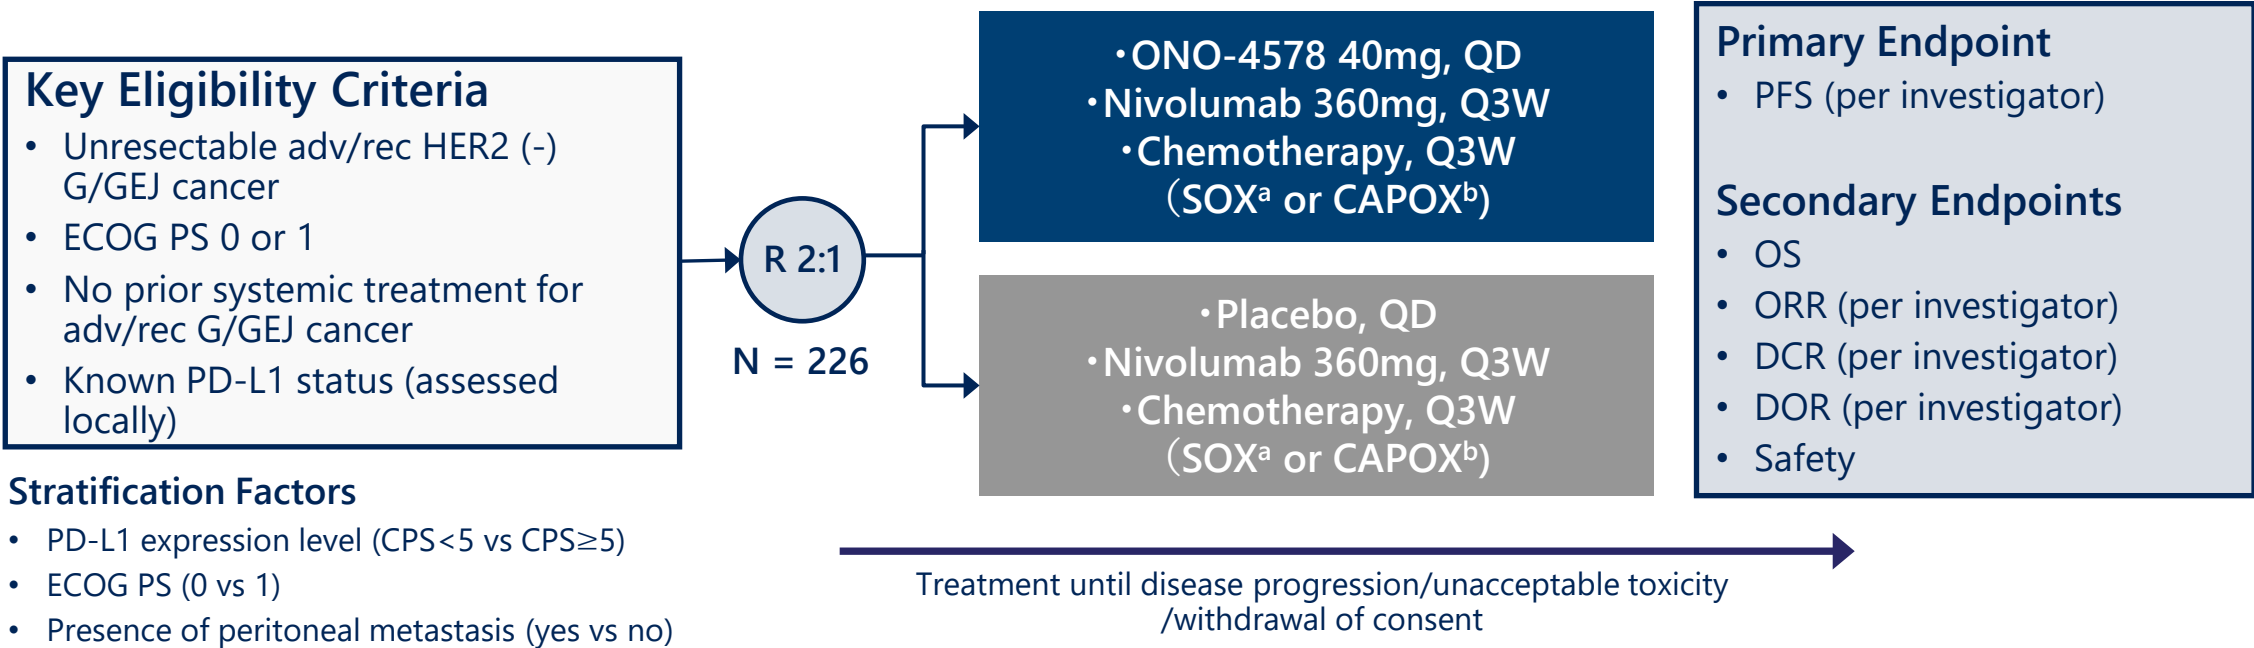 Key Eligibility Criteria
• Unresectable adv/rec HER2 (-)
G/GEJ cancer
• ECOG PS 0 or 1
• No prior systemic treatment for
adv/rec G/GEJ cancer
• Known PD-L1 status (assessed
locally)
Stratification Factors
• PD-L1 expression level (CPS<5 vs CPS≥5)
• ECOG PS (0 vs 1)
• Presence of peritoneal metastasis (yes vs no)
R 2:1
N = 226
・ONO-4578 40mg, QD
・Nivolumab 360mg, Q3W
・Chemotherapy, Q3W
（SOXᵃ or CAPOXᵇ)
・Placebo, QD
・Nivolumab 360mg, Q3W
・Chemotherapy, Q3W
（SOXᵃ or CAPOXᵇ)
Treatment until disease progression/unacceptable toxicity
/withdrawal of consent
Primary Endpoint
• PFS (per investigator)
Secondary Endpoints
• OS
• ORR (per investigator)
• DCR (per investigator)
• DOR (per investigator)
• Safety